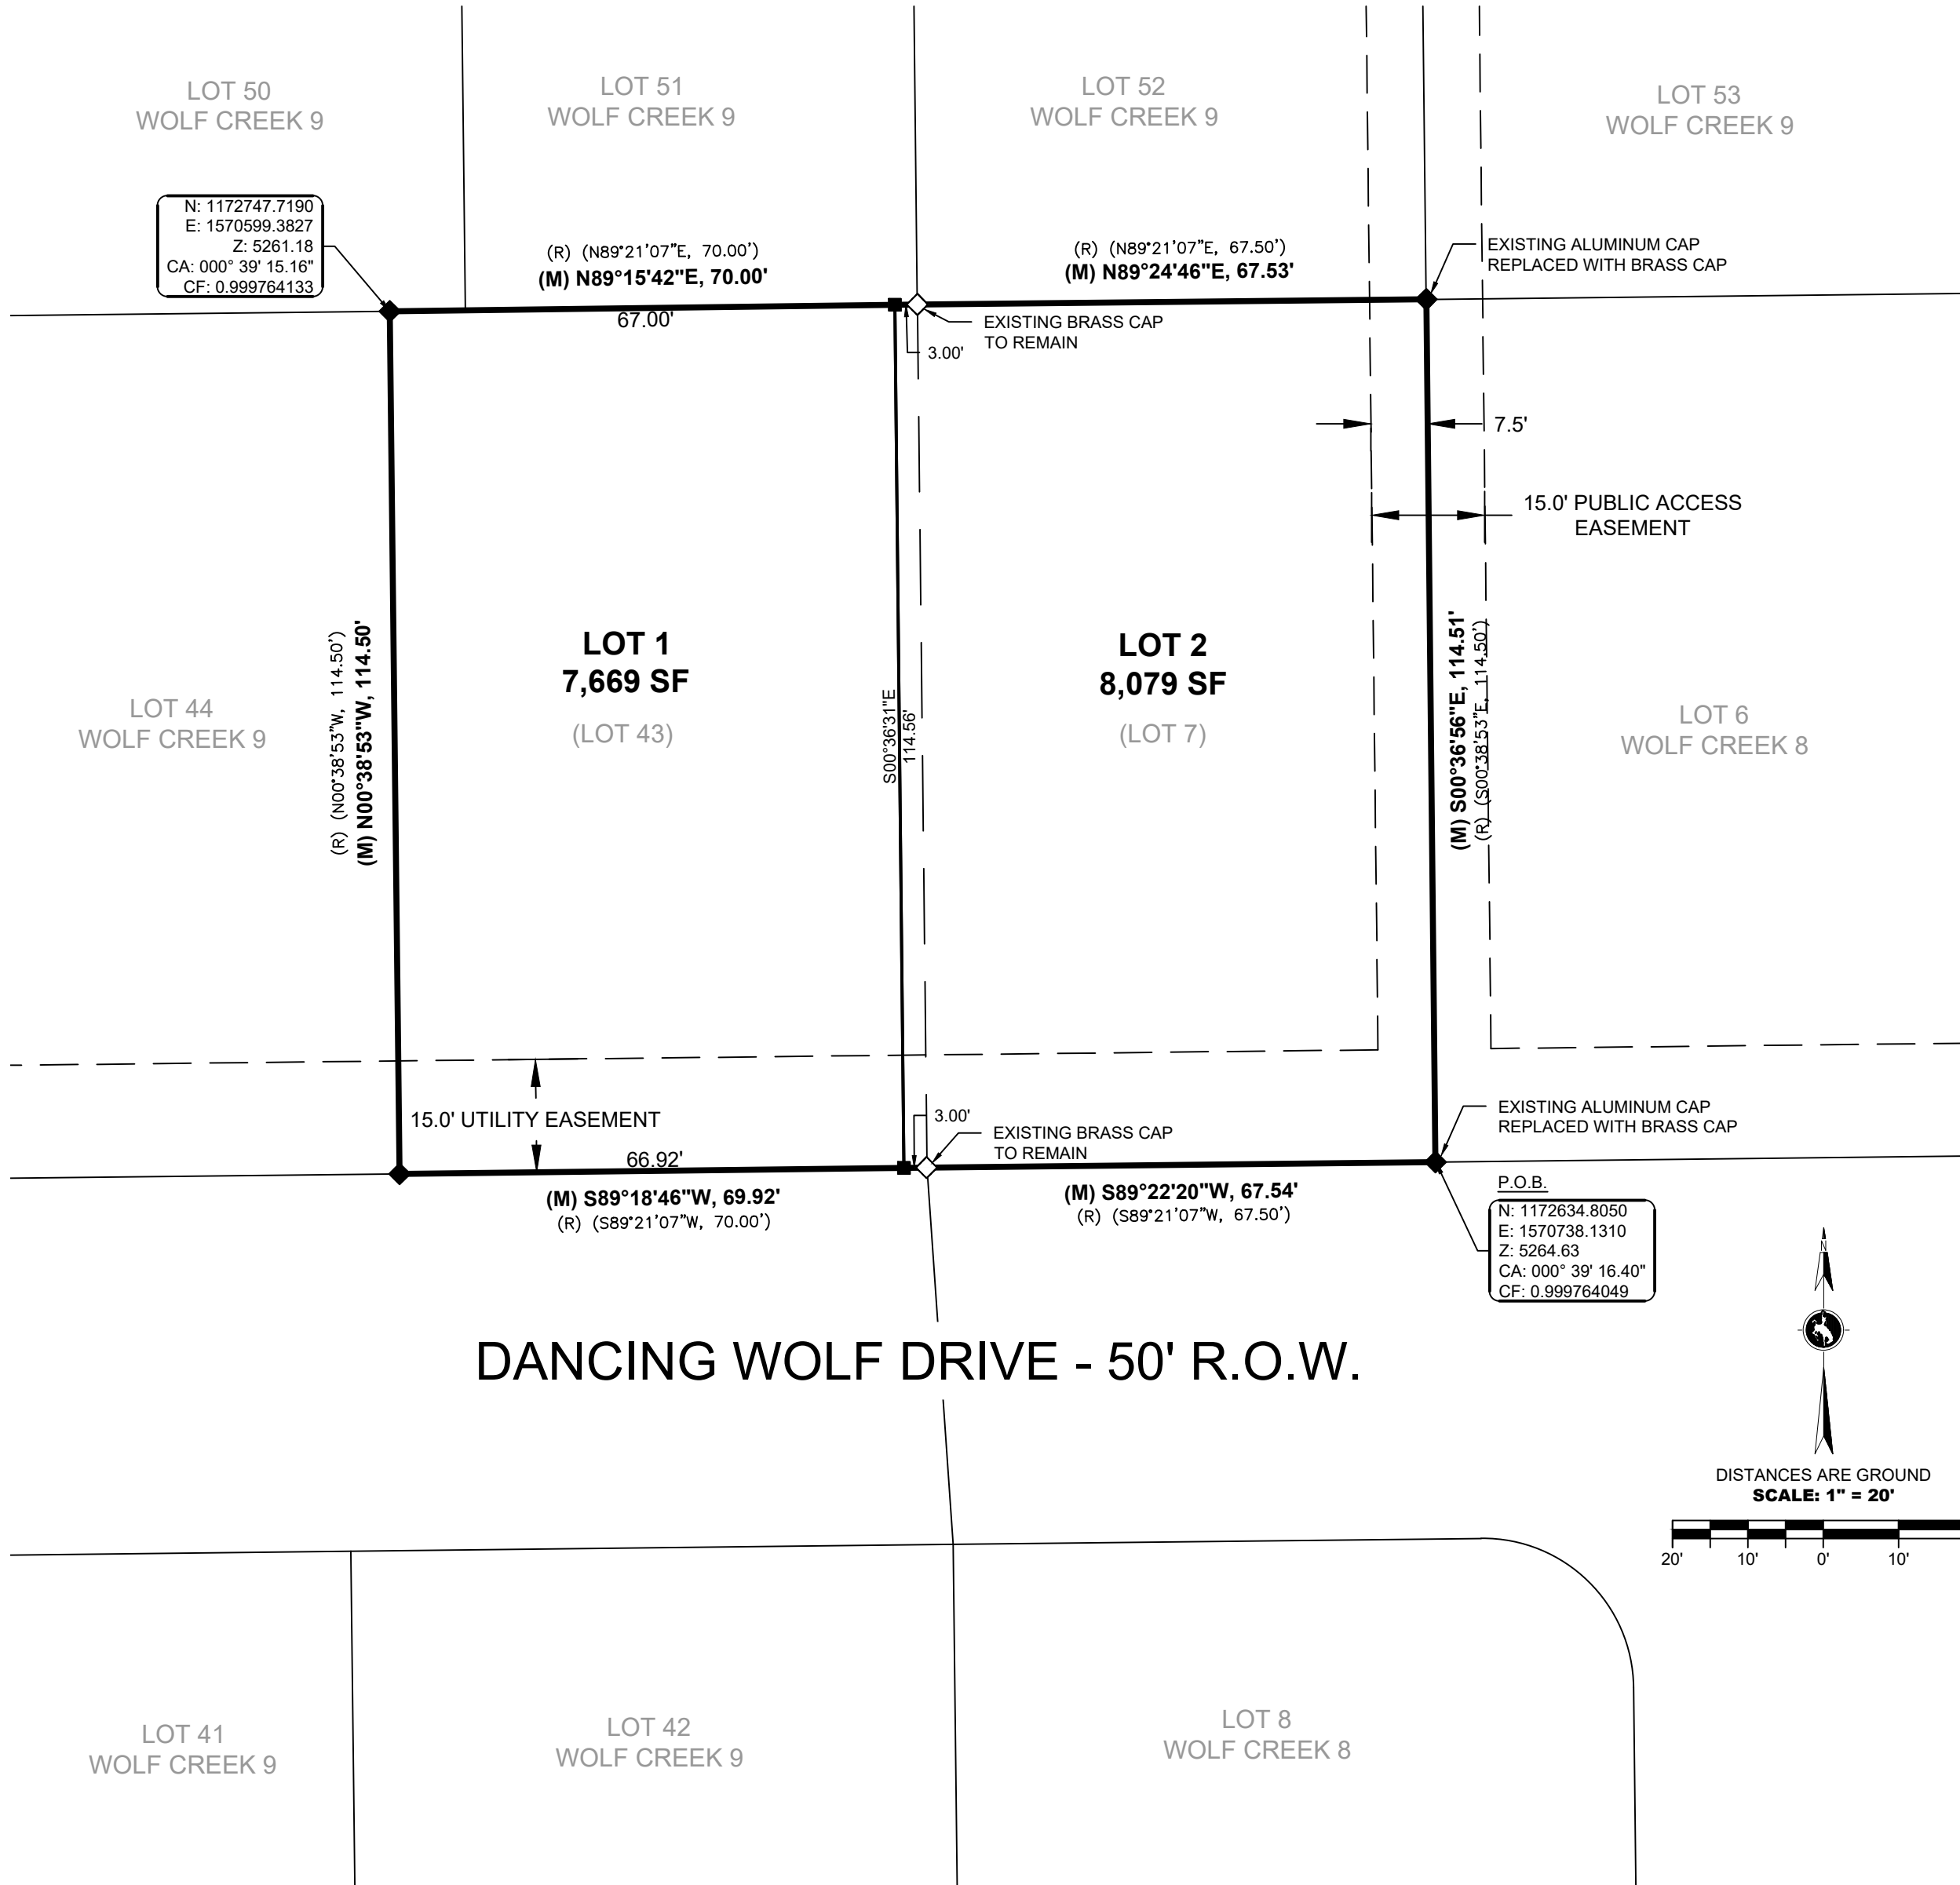 LOT 50
WOLF CREEK 9
LOT 51
WOLF CREEK 9
LOT 52
WOLF CREEK 9
LOT 53
WOLF CREEK 9
N: 1172747.7190
E: 1570599.3827
Z: 5261.18
CA: 000° 39' 15.16"
CF: 0.999764133
(R) (N89°21'07"E, 70.00')
(M) N89°15'42"E, 70.00'
67.00'
(R) (N89°21'07"E, 67.50')
(M) N89°24'46"E, 67.53'
EXISTING ALUMINUM CAP
REPLACED WITH BRASS CAP
EXISTING BRASS CAP
TO REMAIN
3.00'
7.5'
15.0' PUBLIC ACCESS
EASEMENT
LOT 44
WOLF CREEK 9
(R) (N00°38'53"W, 114.50')
(M) N00°38'53"W, 114.50'
LOT 1
7,669 SF
(LOT 43)
S00°36'31"E
114.56'
LOT 2
8,079 SF
(LOT 7)
(M) S00°36'56"E, 114.51'
(R) (S00°38'53"E, 114.50')
LOT 6
WOLF CREEK 8
15.0' UTILITY EASEMENT
66.92'
3.00'
EXISTING BRASS CAP
TO REMAIN
EXISTING ALUMINUM CAP
REPLACED WITH BRASS CAP
(M) S89°18'46"W, 69.92'
(R) (S89°21'07"W, 70.00')
(M) S89°22'20"W, 67.54'
(R) (S89°21'07"W, 67.50')
P.O.B.
N: 1172634.8050
E: 1570738.1310
Z: 5264.63
CA: 000° 39' 16.40"
CF: 0.999764049
DANCING WOLF DRIVE - 50' R.O.W.
N
DISTANCES ARE GROUND
SCALE: 1" = 20'
20' 10' 0' 10'
LOT 41
WOLF CREEK 9
LOT 42
WOLF CREEK 9
LOT 8
WOLF CREEK 8